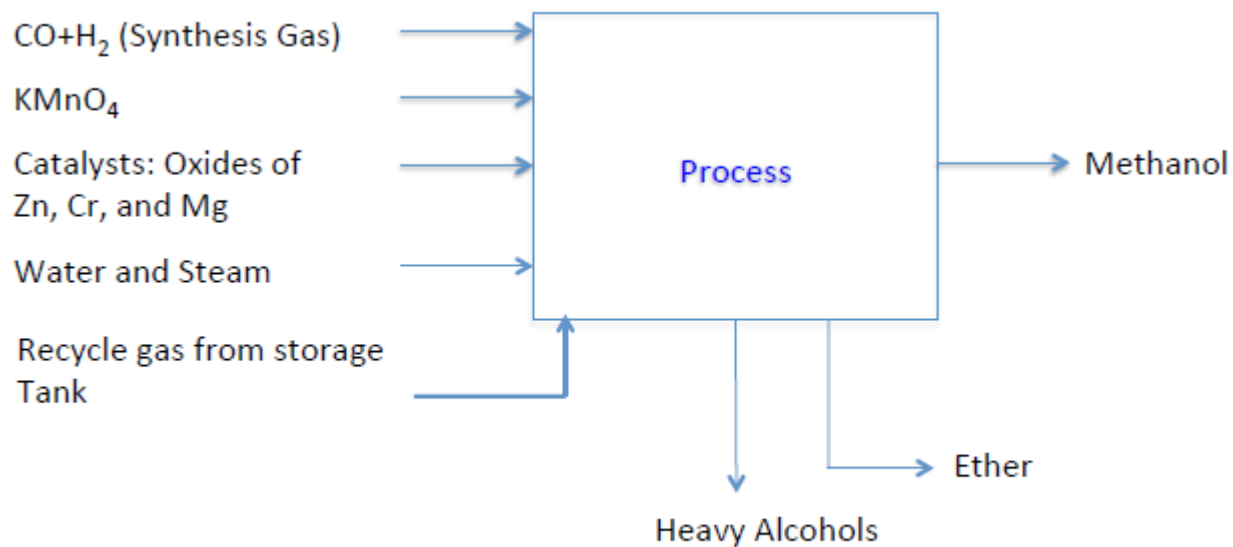 CO+H₂ (Synthesis Gas)
KMnO₄
Catalysts: Oxides of
Zn, Cr, and Mg
Process
Methanol
Water and Steam
Recycle gas from storage
Tank
Ether
Heavy Alcohols